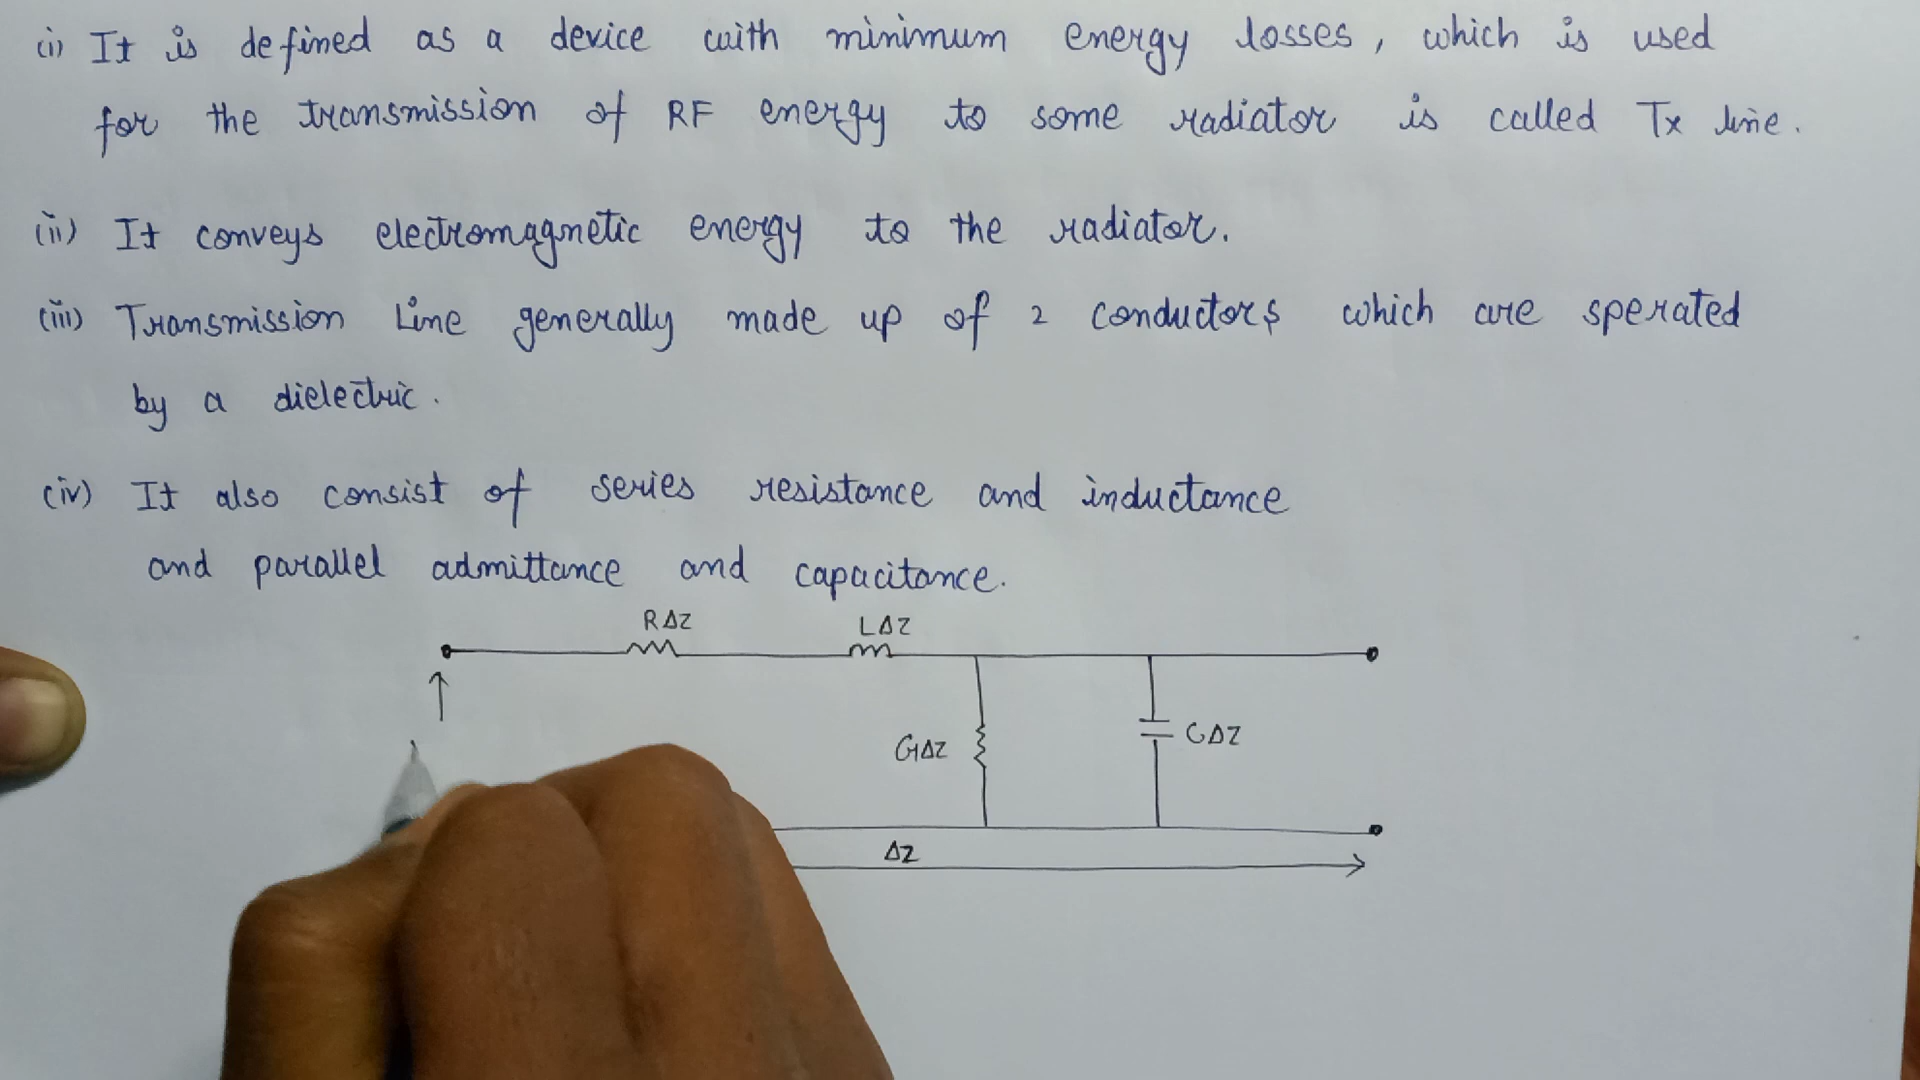 (i) It is defined as a device with minimum energy losses, which is used
for the transmission of RF energy to some radiator is called Tx line.
(ii) It conveys electromagnetic energy to the radiator.
(iii) Transmission Line generally made up of 2 conductors which are sperated
by a dielectric.
(iv) It also consist of series resistance and inductance
and parallel admittance and capacitance.
RΔZ LΔZ
GΔZ CΔZ
ΔZ